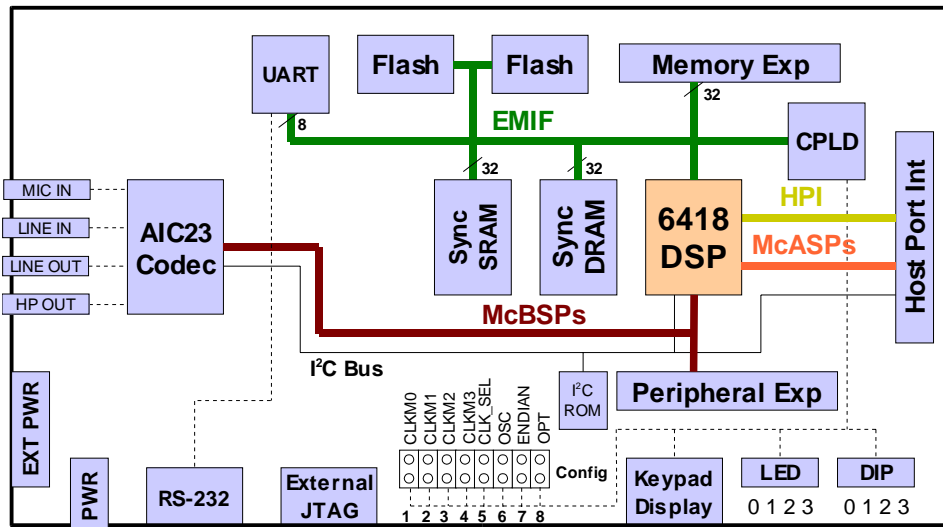 UART
Flash
Flash
Memory Exp
8
32
EMIF
CPLD
32
32
MIC IN
LINE IN
LINE OUT
HP OUT
AIC23
Codec
Sync
SRAM
Sync
DRAM
6418
DSP
HPI
McASPs
Host Port Int
McBSPs
I²C Bus
EXT PWR
PWR
RS-232
External
JTAG
CLKM0
CLKM1
CLKM2
CLKM3
CLK_SEL
OSC
ENDIAN
OPT
Config
1 2 3 4 5 6 7 8
I²C
ROM
Peripheral Exp
Keypad
Display
LED
0 1 2 3
DIP
0 1 2 3